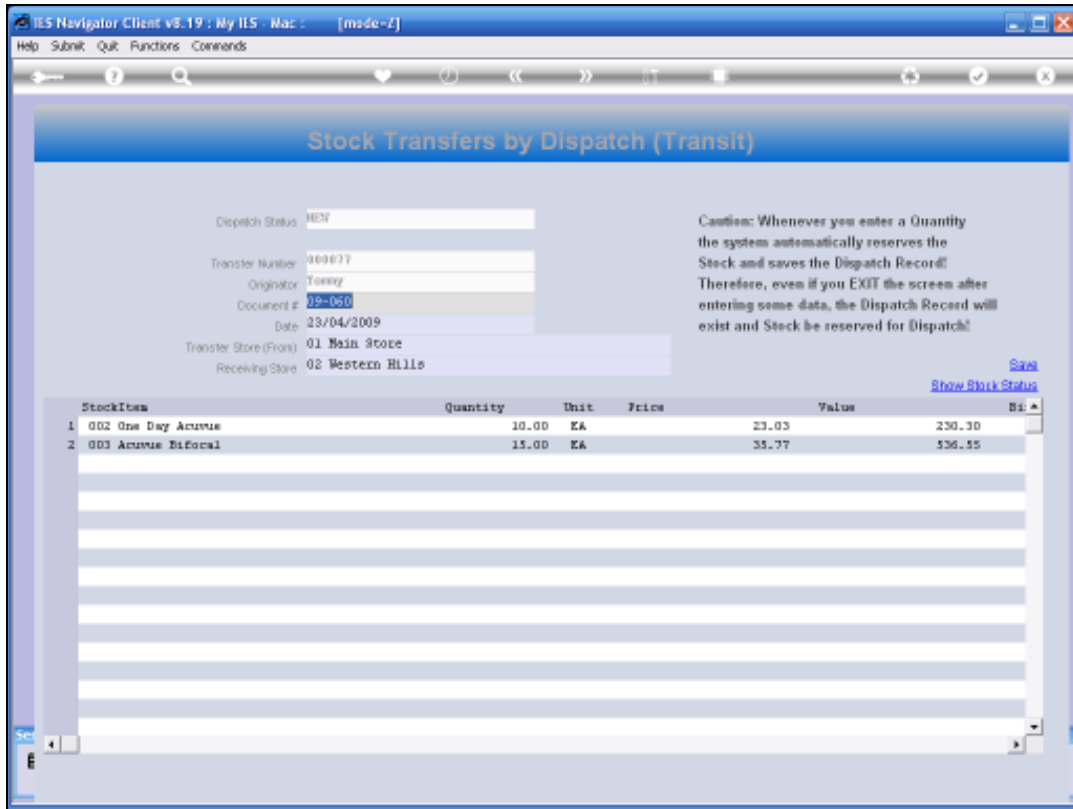 IES Navigator Client v8.19 : My IES - Mac : [mode=Z]
Help Submit Quit Functions Commands
Stock Transfers by Dispatch (Transit)
Dispatch Status NEW
Transfer Number 000077
Originator Tommy
Document # 09-060
Date 23/04/2009
Transfer Store (From) 01 Main Store
Receiving Store 02 Western Hills
Caution: Whenever you enter a Quantity
the system automatically reserves the
Stock and saves the Dispatch Record!
Therefore, even if you EXIT the screen after
entering some data, the Dispatch Record will
exist and Stock be reserved for Dispatch!
Save
Show Stock Status
StockItem Quantity Unit Price Value
1 002 One Day Acuvue 10.00 EA 23.03 230.30
2 003 Acuvue Bifocal 15.00 EA 35.77 536.55